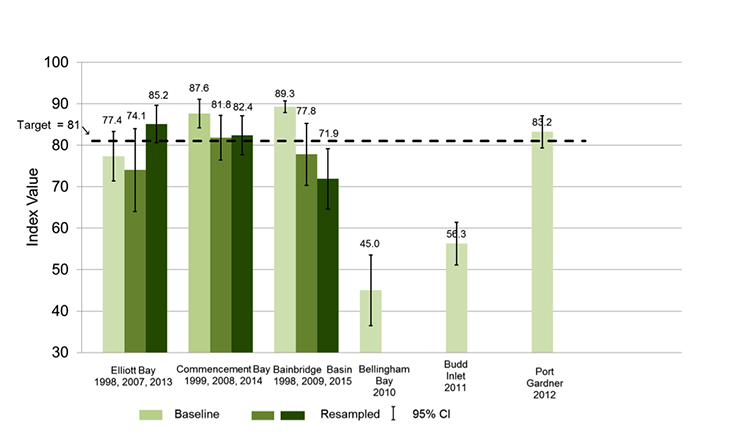 100
90
80
70
60
50
40
30
Index Value
Target = 81
77.4
74.1
85.2
87.6
81.8
82.4
89.3
77.8
71.9
45.0
56.3
83.2
Elliott Bay
1998, 2007, 2013
Commencement Bay
1999, 2008, 2014
Bainbridge Basin
1998, 2009, 2015
Bellingham
Bay
2010
Budd
Inlet
2011
Port
Gardner
2012
Baseline
Resampled
95% CI